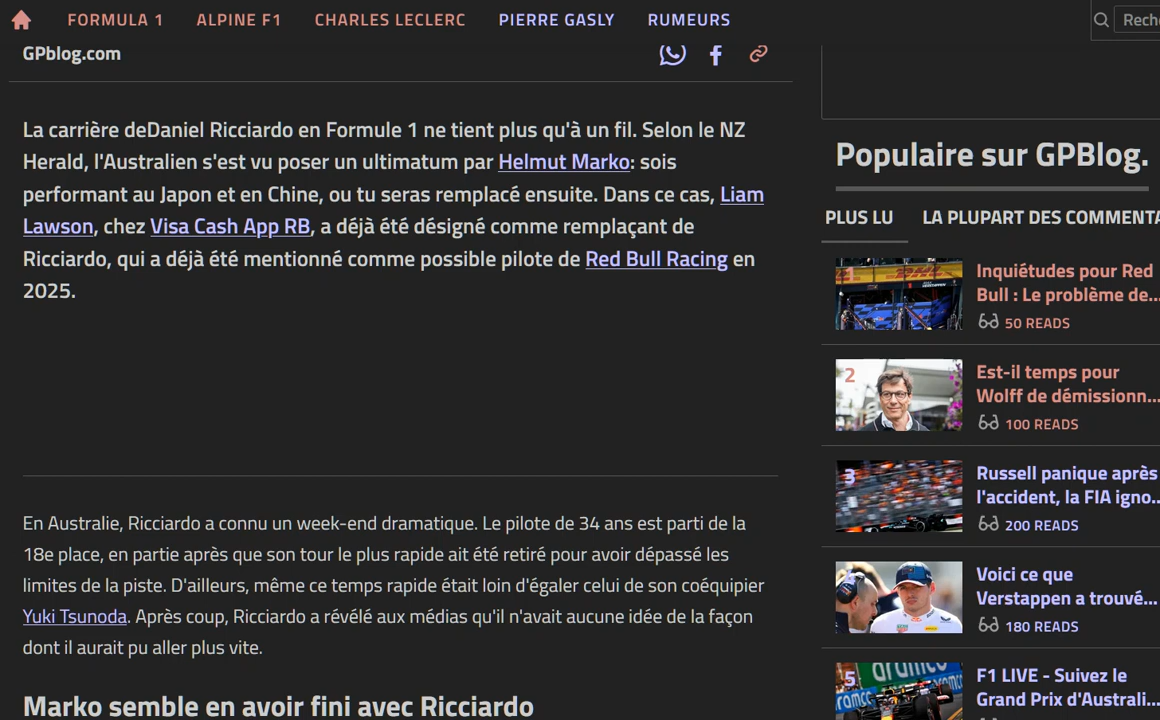 FORMULA 1 ALPINE F1 CHARLES LECLERC PIERRE GASLY RUMEURS
GPblog.com
La carrière deDaniel Ricciardo en Formule 1 ne tient plus qu'à un fil. Selon le NZ
Herald, l'Australien s'est vu poser un ultimatum par Helmut Marko: sois
performant au Japon et en Chine, ou tu seras remplacé ensuite. Dans ce cas, Liam
Lawson, chez Visa Cash App RB, a déjà été désigné comme remplaçant de
Ricciardo, qui a déjà été mentionné comme possible pilote de Red Bull Racing en
2025.
En Australie, Ricciardo a connu un week-end dramatique. Le pilote de 34 ans est parti de la
18e place, en partie après que son tour le plus rapide ait été retiré pour avoir dépassé les
limites de la piste. D'ailleurs, même ce temps rapide était loin d'égaler celui de son coéquipier
Yuki Tsunoda. Après coup, Ricciardo a révélé aux médias qu'il n'avait aucune idée de la façon
dont il aurait pu aller plus vite.
Marko semble en avoir fini avec Ricciardo
Rech
Populaire sur GPBlog.
PLUS LU LA PLUPART DES COMMENTA
1
Inquiétudes pour Red
Bull : Le problème de...
50 READS
2
Est-il temps pour
Wolff de démissionn...
100 READS
3
Russell panique après
l'accident, la FIA igno...
200 READS
Voici ce que
Verstappen a trouvé...
180 READS
5
aramco
F1 LIVE - Suivez le
Grand Prix d'Australi...